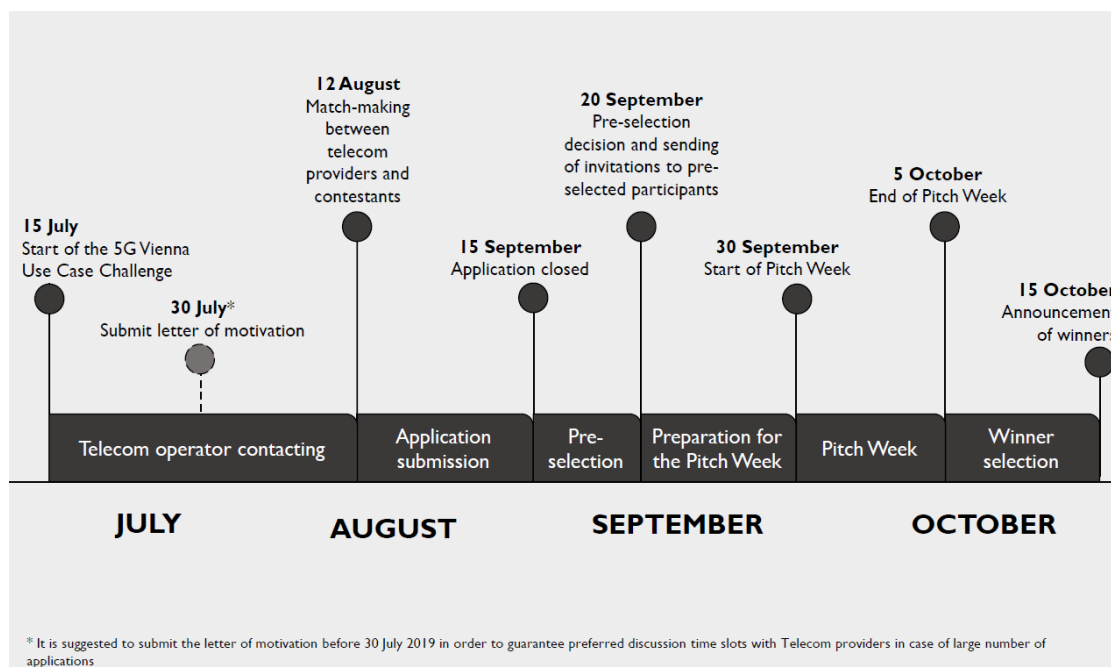 12 August
Match-making
between
telecom
providers and
contestants
20 September
Pre-selection
decision and sending
of invitations to pre-
selected participants
5 October
End of Pitch Week
15 July
Start of the 5G Vienna
Use Case Challenge
15 September
Application closed
30 September
Start of Pitch Week
30 July*
Submit letter of motivation
15 October
Announcement
of winners
Telecom operator contacting
Application
submission
Pre-
selection
Preparation for
the Pitch Week
Pitch Week
Winner
selection
JULY
AUGUST
SEPTEMBER
OCTOBER
* It is suggested to submit the letter of motivation before 30 July 2019 in order to guarantee preferred discussion time slots with Telecom providers in case of large number of
applications